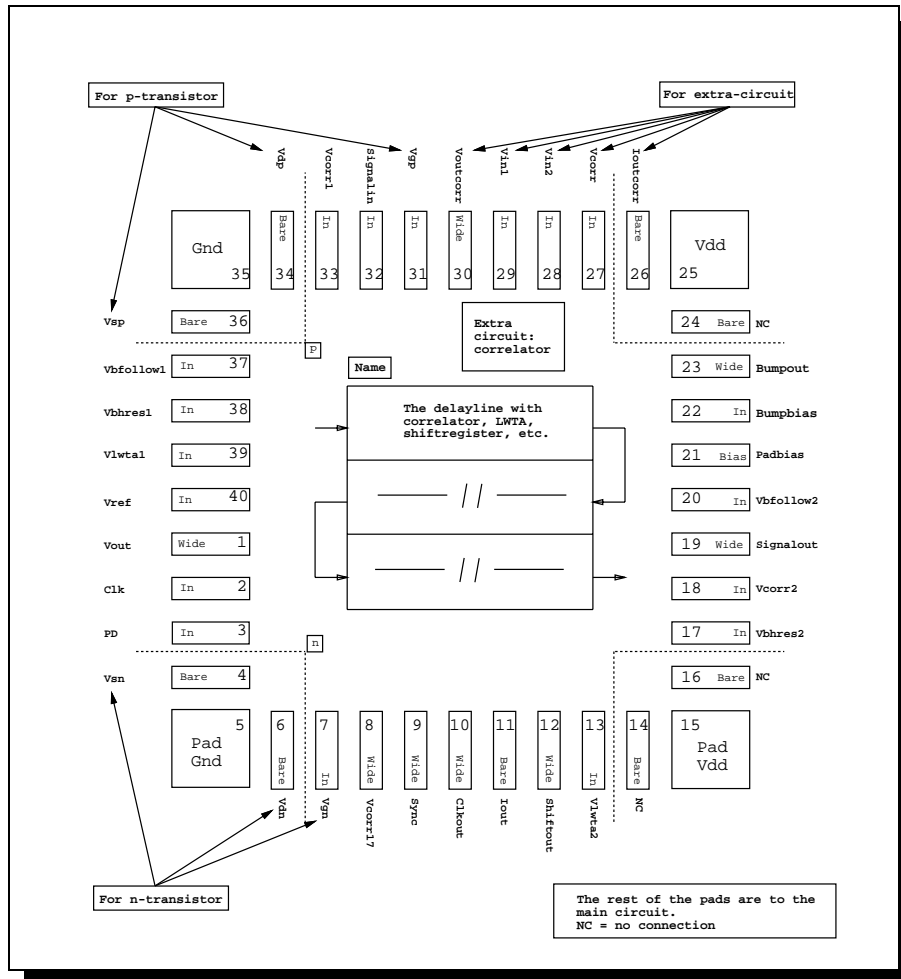 For p-transistor
For extra-circuit
Vdp
Vcorr1
Signalin
Vgp
Voutcorr
Vin1
Vin2
Vcorr
Ioutcorr
Gnd
35
Bare
34
In
33
In
32
In
31
Wide
30
In
29
In
28
In
27
Bare
26
Vdd
25
Vsp
Bare 36
Extra
circuit:
correlator
24 Bare
NC
p
Vbfollow1
In 37
Name
23 Wide
Bumpout
Vbhres1
In 38
The delayline with
correlator, LWTA,
shiftregister, etc.
22 In
Bumpbias
Vlwta1
In 39
21 Bias
Padbias
Vref
In 40
//
20 In
Vbfollow2
Vout
Wide 1
19 Wide
Signalout
Clk
In 2
//
18 In
Vcorr2
PD
In 3
n
17 In
Vbhres2
Vsn
Bare 4
16 Bare
NC
5
Pad
Gnd
6
Bare
7
In
8
Wide
9
Wide
10
Wide
11
Bare
12
Wide
13
In
14
Bare
15
Pad
Vdd
Vdn
Vgn
Vcorr17
Sync
Clkout
Iout
Shiftout
Vlwta2
NC
For n-transistor
The rest of the pads are to the
main circuit.
NC = no connection